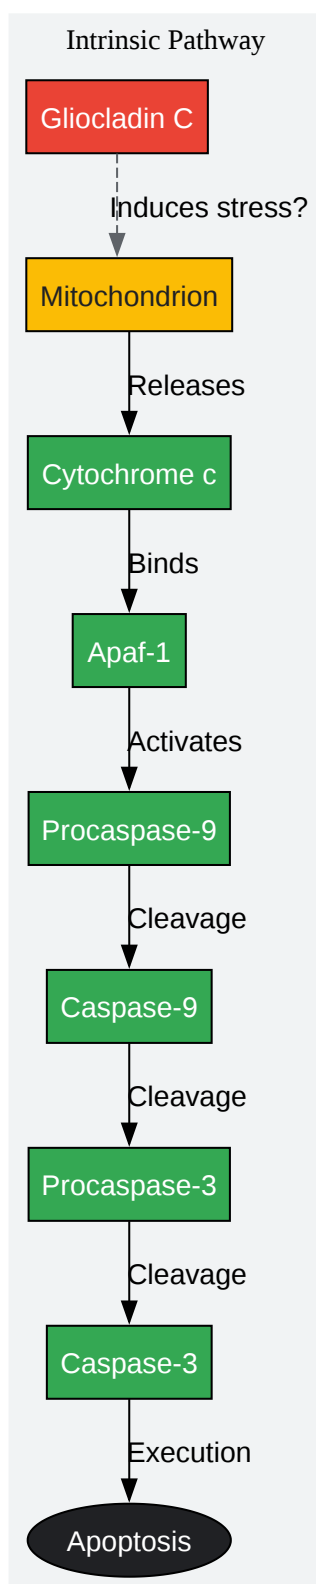 Intrinsic Pathway
Gliocladin C
Induces stress?
Mitochondrion
Releases
Cytochrome c
Binds
Apaf-1
Activates
Procaspase-9
Cleavage
Caspase-9
Cleavage
Procaspase-3
Cleavage
Caspase-3
Execution
Apoptosis